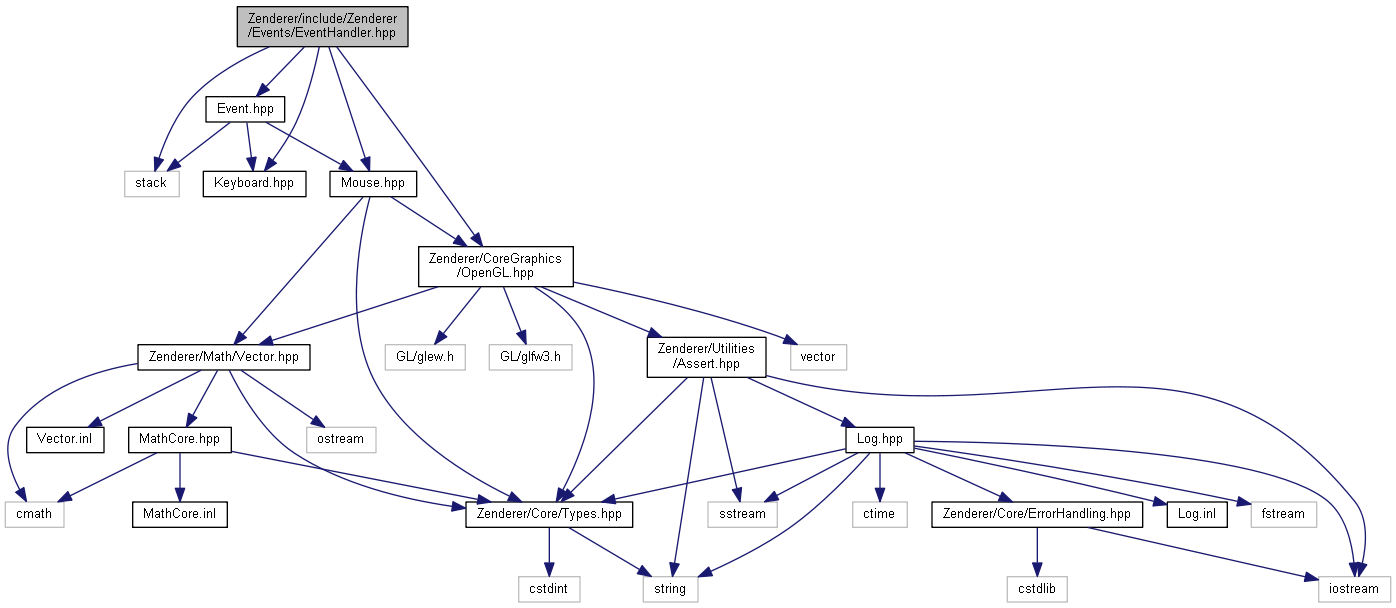 Zenderer/include/Zenderer
/Events/EventHandler.hpp
Event.hpp
stack
Keyboard.hpp
Mouse.hpp
Zenderer/CoreGraphics
/OpenGL.hpp
Zenderer/Math/Vector.hpp
GL/glew.h
GL/glfw3.h
Zenderer/Utilities
/Assert.hpp
vector
Vector.inl
MathCore.hpp
ostream
Log.hpp
cmath
MathCore.inl
Zenderer/Core/Types.hpp
sstream
ctime
Zenderer/Core/ErrorHandling.hpp
Log.inl
fstream
cstdint
string
cstdlib
iostream